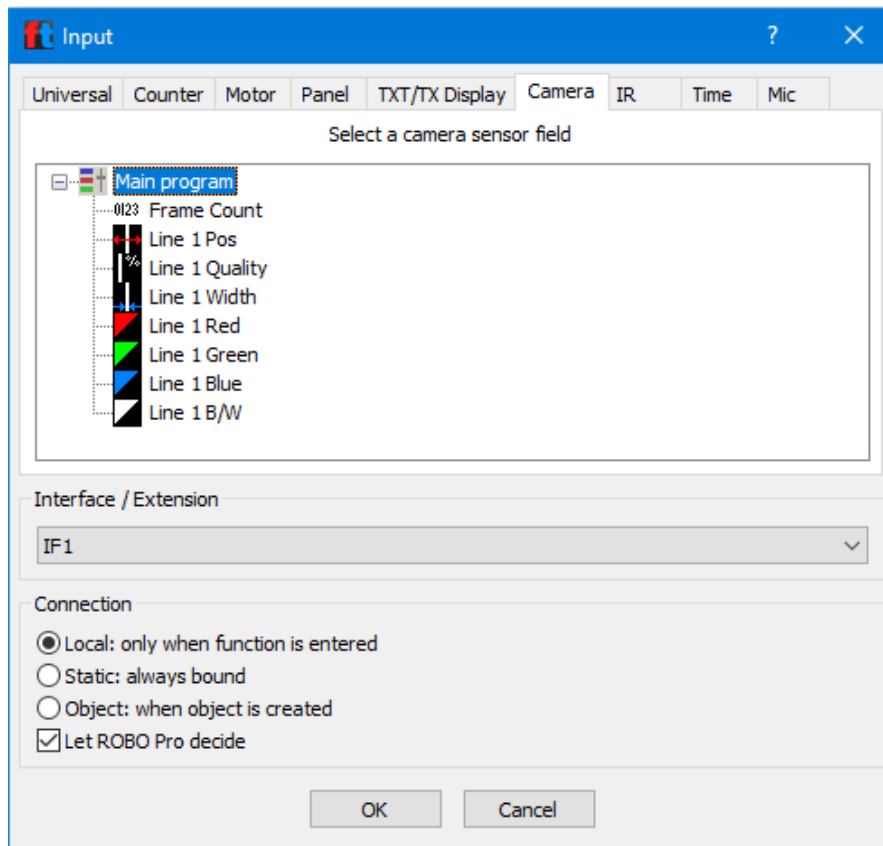 ft Input ?
Universal Counter Motor Panel TXT/TX Display Camera IR Time Mic
Select a camera sensor field
Main program
0123 Frame Count
Line 1 Pos
% Line 1 Quality
Line 1 Width
Line 1 Red
Line 1 Green
Line 1 Blue
Line 1 B/W
Interface / Extension
IF1
Connection
Local: only when function is entered
Static: always bound
Object: when object is created
Let ROBO Pro decide
OK Cancel